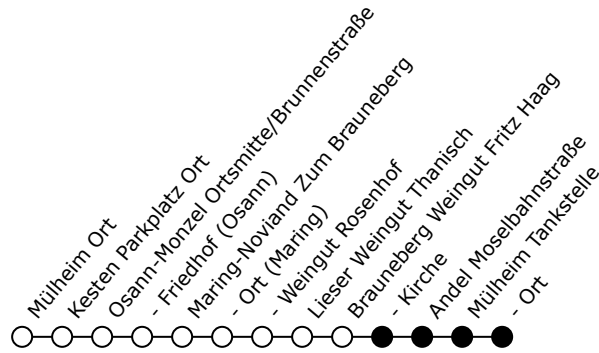 Mülheim Ort
Kesten Parkplatz Ort
Osann-Monzel Ortsmitte/Brunnenstraße
- Friedhof (Osann)
Maring-Noviand Zum Brauneberg
- Ort (Maring)
- Weingut Rosenhof
Lieser Weingut Thanisch
Brauneberg Weingut Fritz Haag
- Kirche
Andel Moselbahnstraße
Mülheim Tankstelle
- Ort